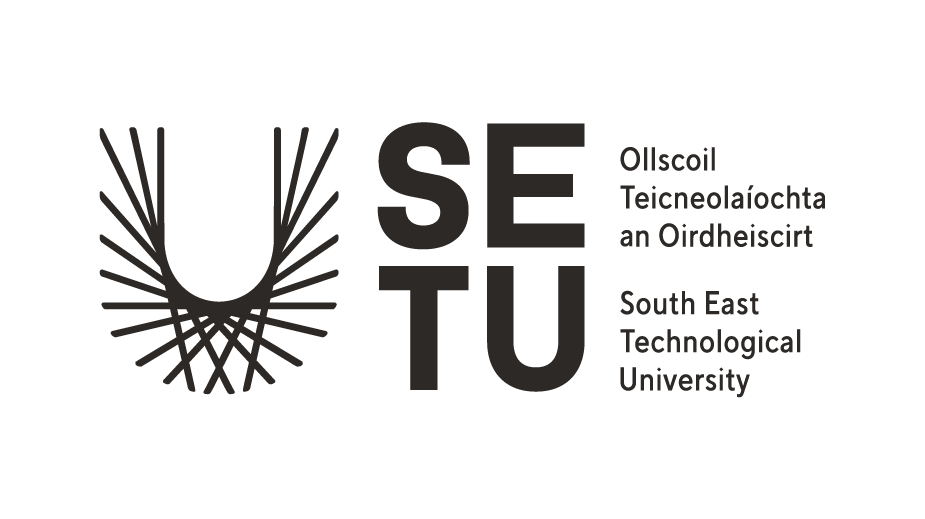 SE
TU
Ollscoil
Teicneolaíochta
an Oirdheiscirt
South East
Technological
University